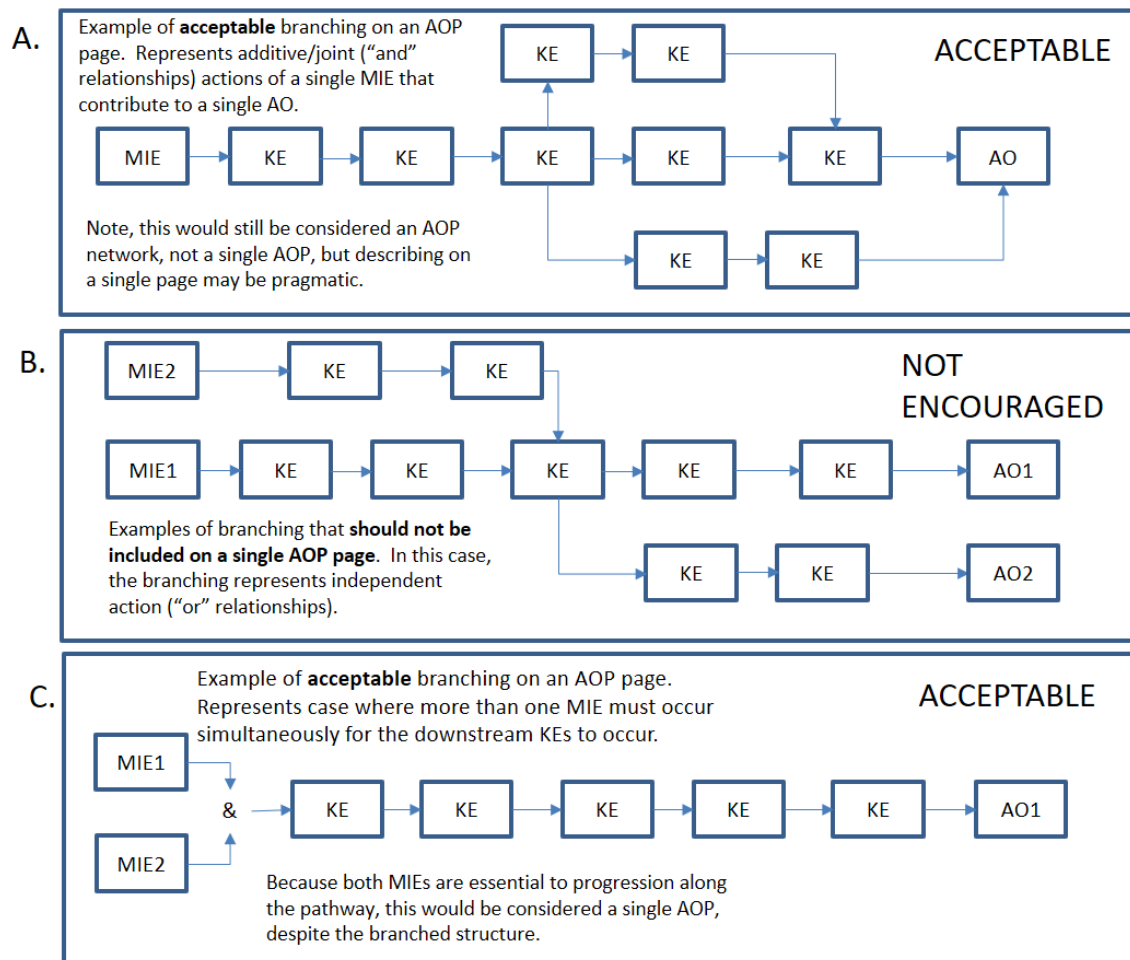 A.
Example of acceptable branching on an AOP
page. Represents additive/joint (“and”
relationships) actions of a single MIE that
contribute to a single AO.
ACCEPTABLE
KE
KE
MIE
KE
KE
KE
KE
KE
AO
KE
KE
Note, this would still be considered an AOP
network, not a single AOP, but describing on
a single page may be pragmatic.
B.
NOT
ENCOURAGED
MIE2
KE
KE
MIE1
KE
KE
KE
KE
KE
AO1
KE
KE
AO2
Examples of branching that should not be
included on a single AOP page. In this case,
the branching represents independent
action (“or” relationships).
C.
Example of acceptable branching on an AOP page.
Represents case where more than one MIE must occur
simultaneously for the downstream KEs to occur.
ACCEPTABLE
MIE1
&
MIE2
KE
KE
KE
KE
KE
AO1
Because both MIEs are essential to progression along
the pathway, this would be considered a single AOP,
despite the branched structure.